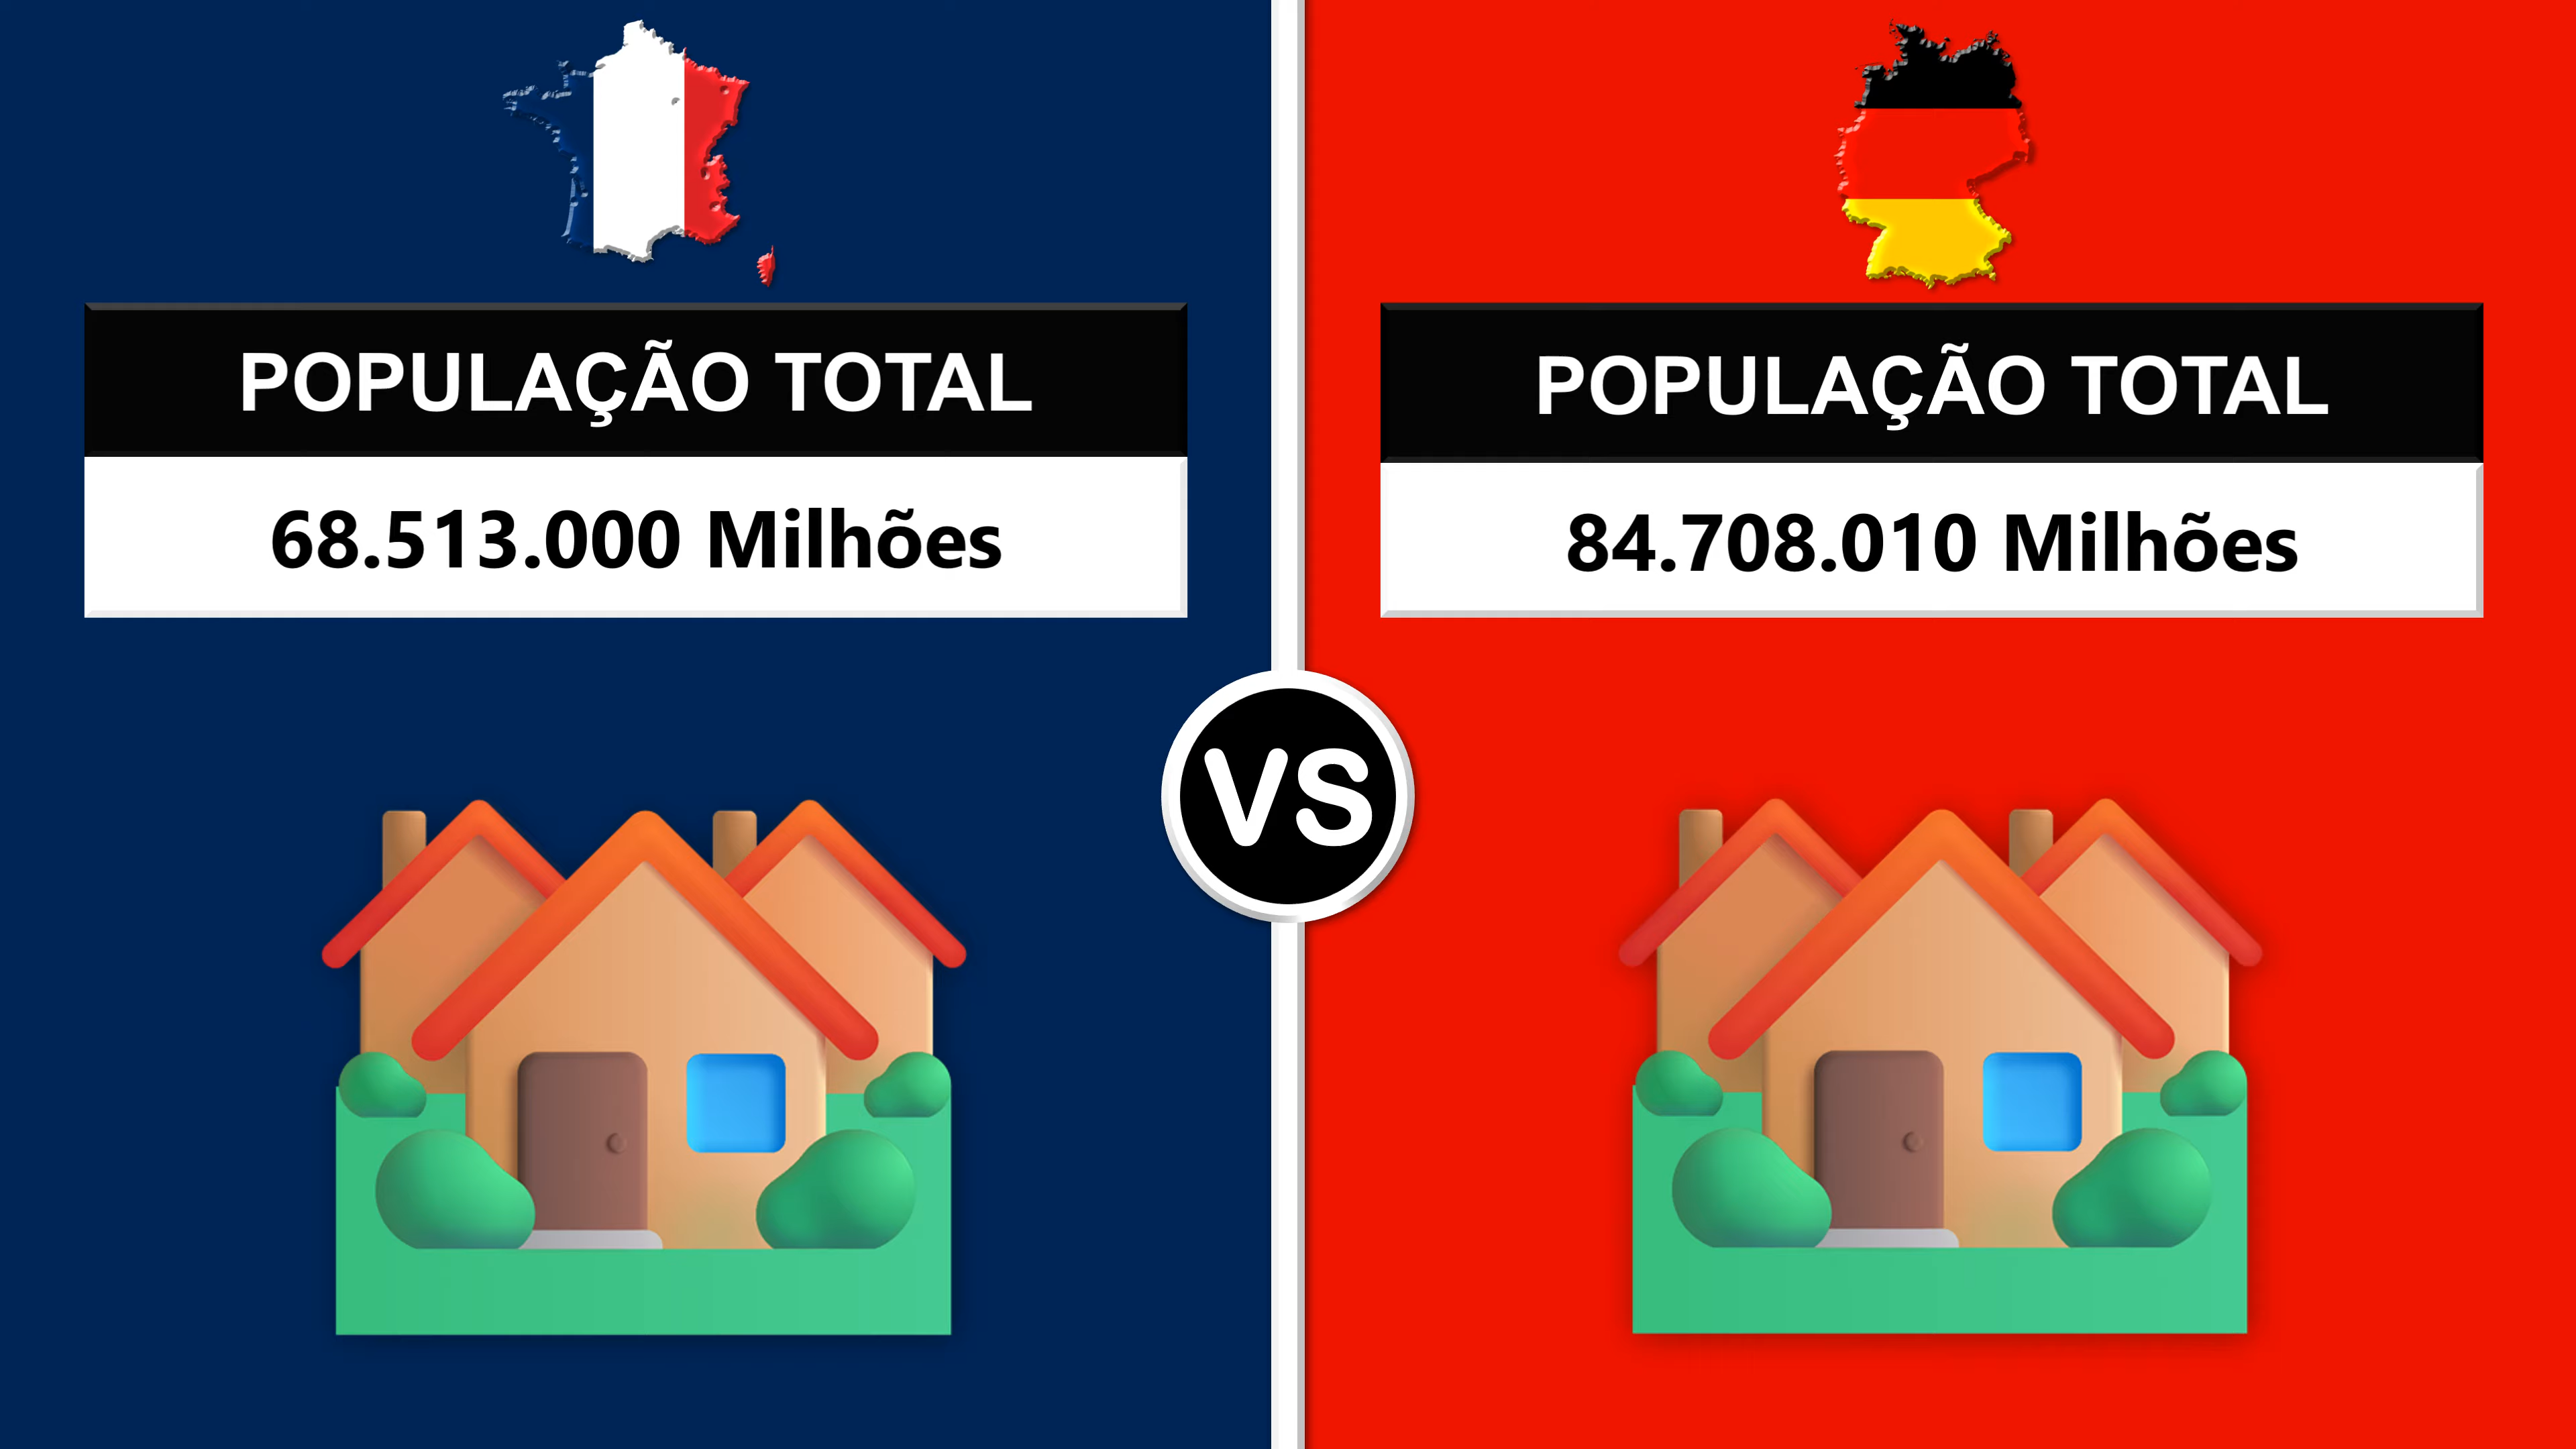 POPULAÇÃO TOTAL
68.513.000 Milhões
VS
POPULAÇÃO TOTAL
84.708.010 Milhões